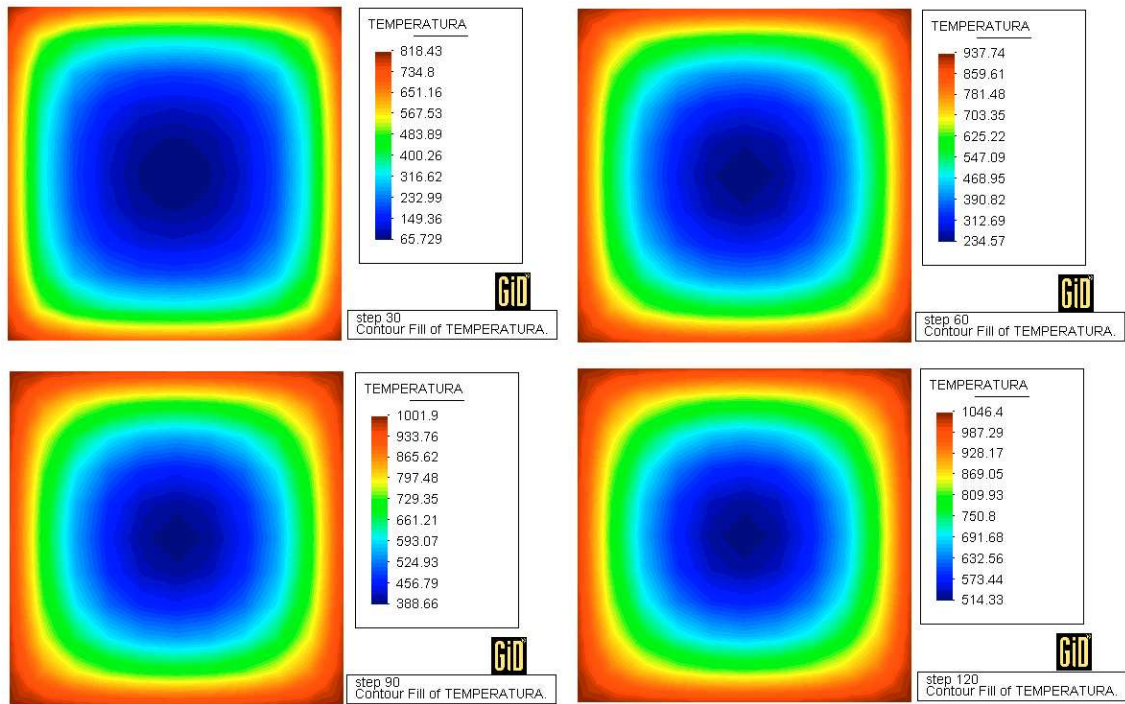 TEMPERATURA
818.43
734.8
651.16
567.53
483.89
400.26
316.62
232.99
149.36
65.729
GiD
step 30
Contour Fill of TEMPERATURA.
TEMPERATURA
937.74
859.61
781.48
703.35
625.22
547.09
468.95
390.82
312.69
234.57
GiD
step 60
Contour Fill of TEMPERATURA.
TEMPERATURA
1001.9
933.76
865.62
797.48
729.35
661.21
593.07
524.93
456.79
388.66
GiD
step 90
Contour Fill of TEMPERATURA.
TEMPERATURA
1046.4
987.29
928.17
869.05
809.93
750.8
691.68
632.56
573.44
514.33
GiD
step 120
Contour Fill of TEMPERATURA.